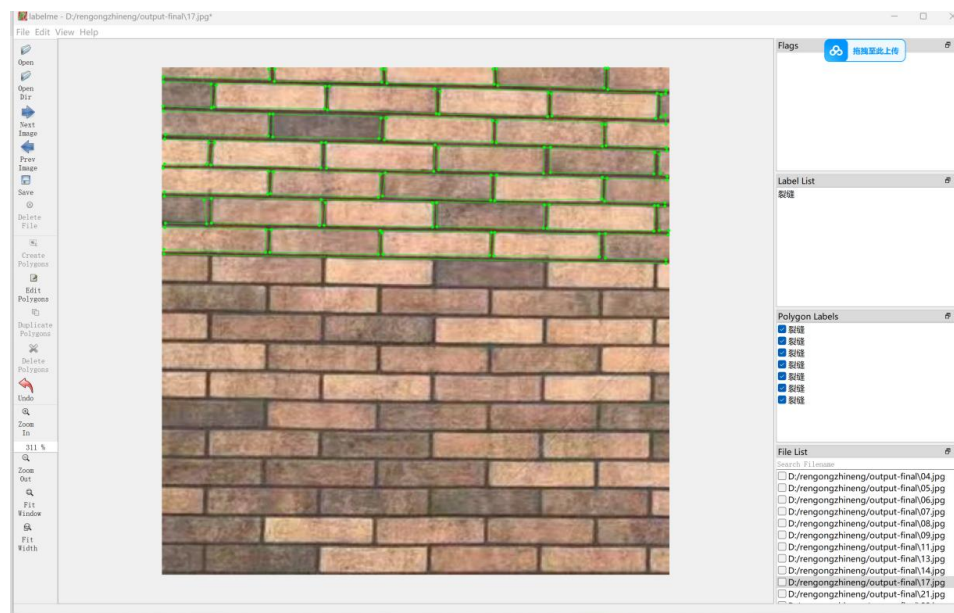 labelme - D:/rengongzhineng/output-final\17.jpg*
File Edit View Help
Open
Open
Dir
Next
Image
Prev
Image
Save
Delete
File
Create
Polygons
Edit
Polygons
Duplicate
Polygons
Delete
Polygons
Undo
Zoom
In
311 %
Zoom
Out
Fit
Window
Fit
Width
Flags
拖拽至此上传
Label List
裂缝
Polygon Labels
裂缝
裂缝
裂缝
裂缝
裂缝
裂缝
裂缝
File List
Search Filename
D:/rengongzhineng/output-final\04.jpg
D:/rengongzhineng/output-final\05.jpg
D:/rengongzhineng/output-final\06.jpg
D:/rengongzhineng/output-final\07.jpg
D:/rengongzhineng/output-final\08.jpg
D:/rengongzhineng/output-final\09.jpg
D:/rengongzhineng/output-final\11.jpg
D:/rengongzhineng/output-final\13.jpg
D:/rengongzhineng/output-final\14.jpg
D:/rengongzhineng/output-final\17.jpg
D:/rengongzhineng/output-final\21.jpg